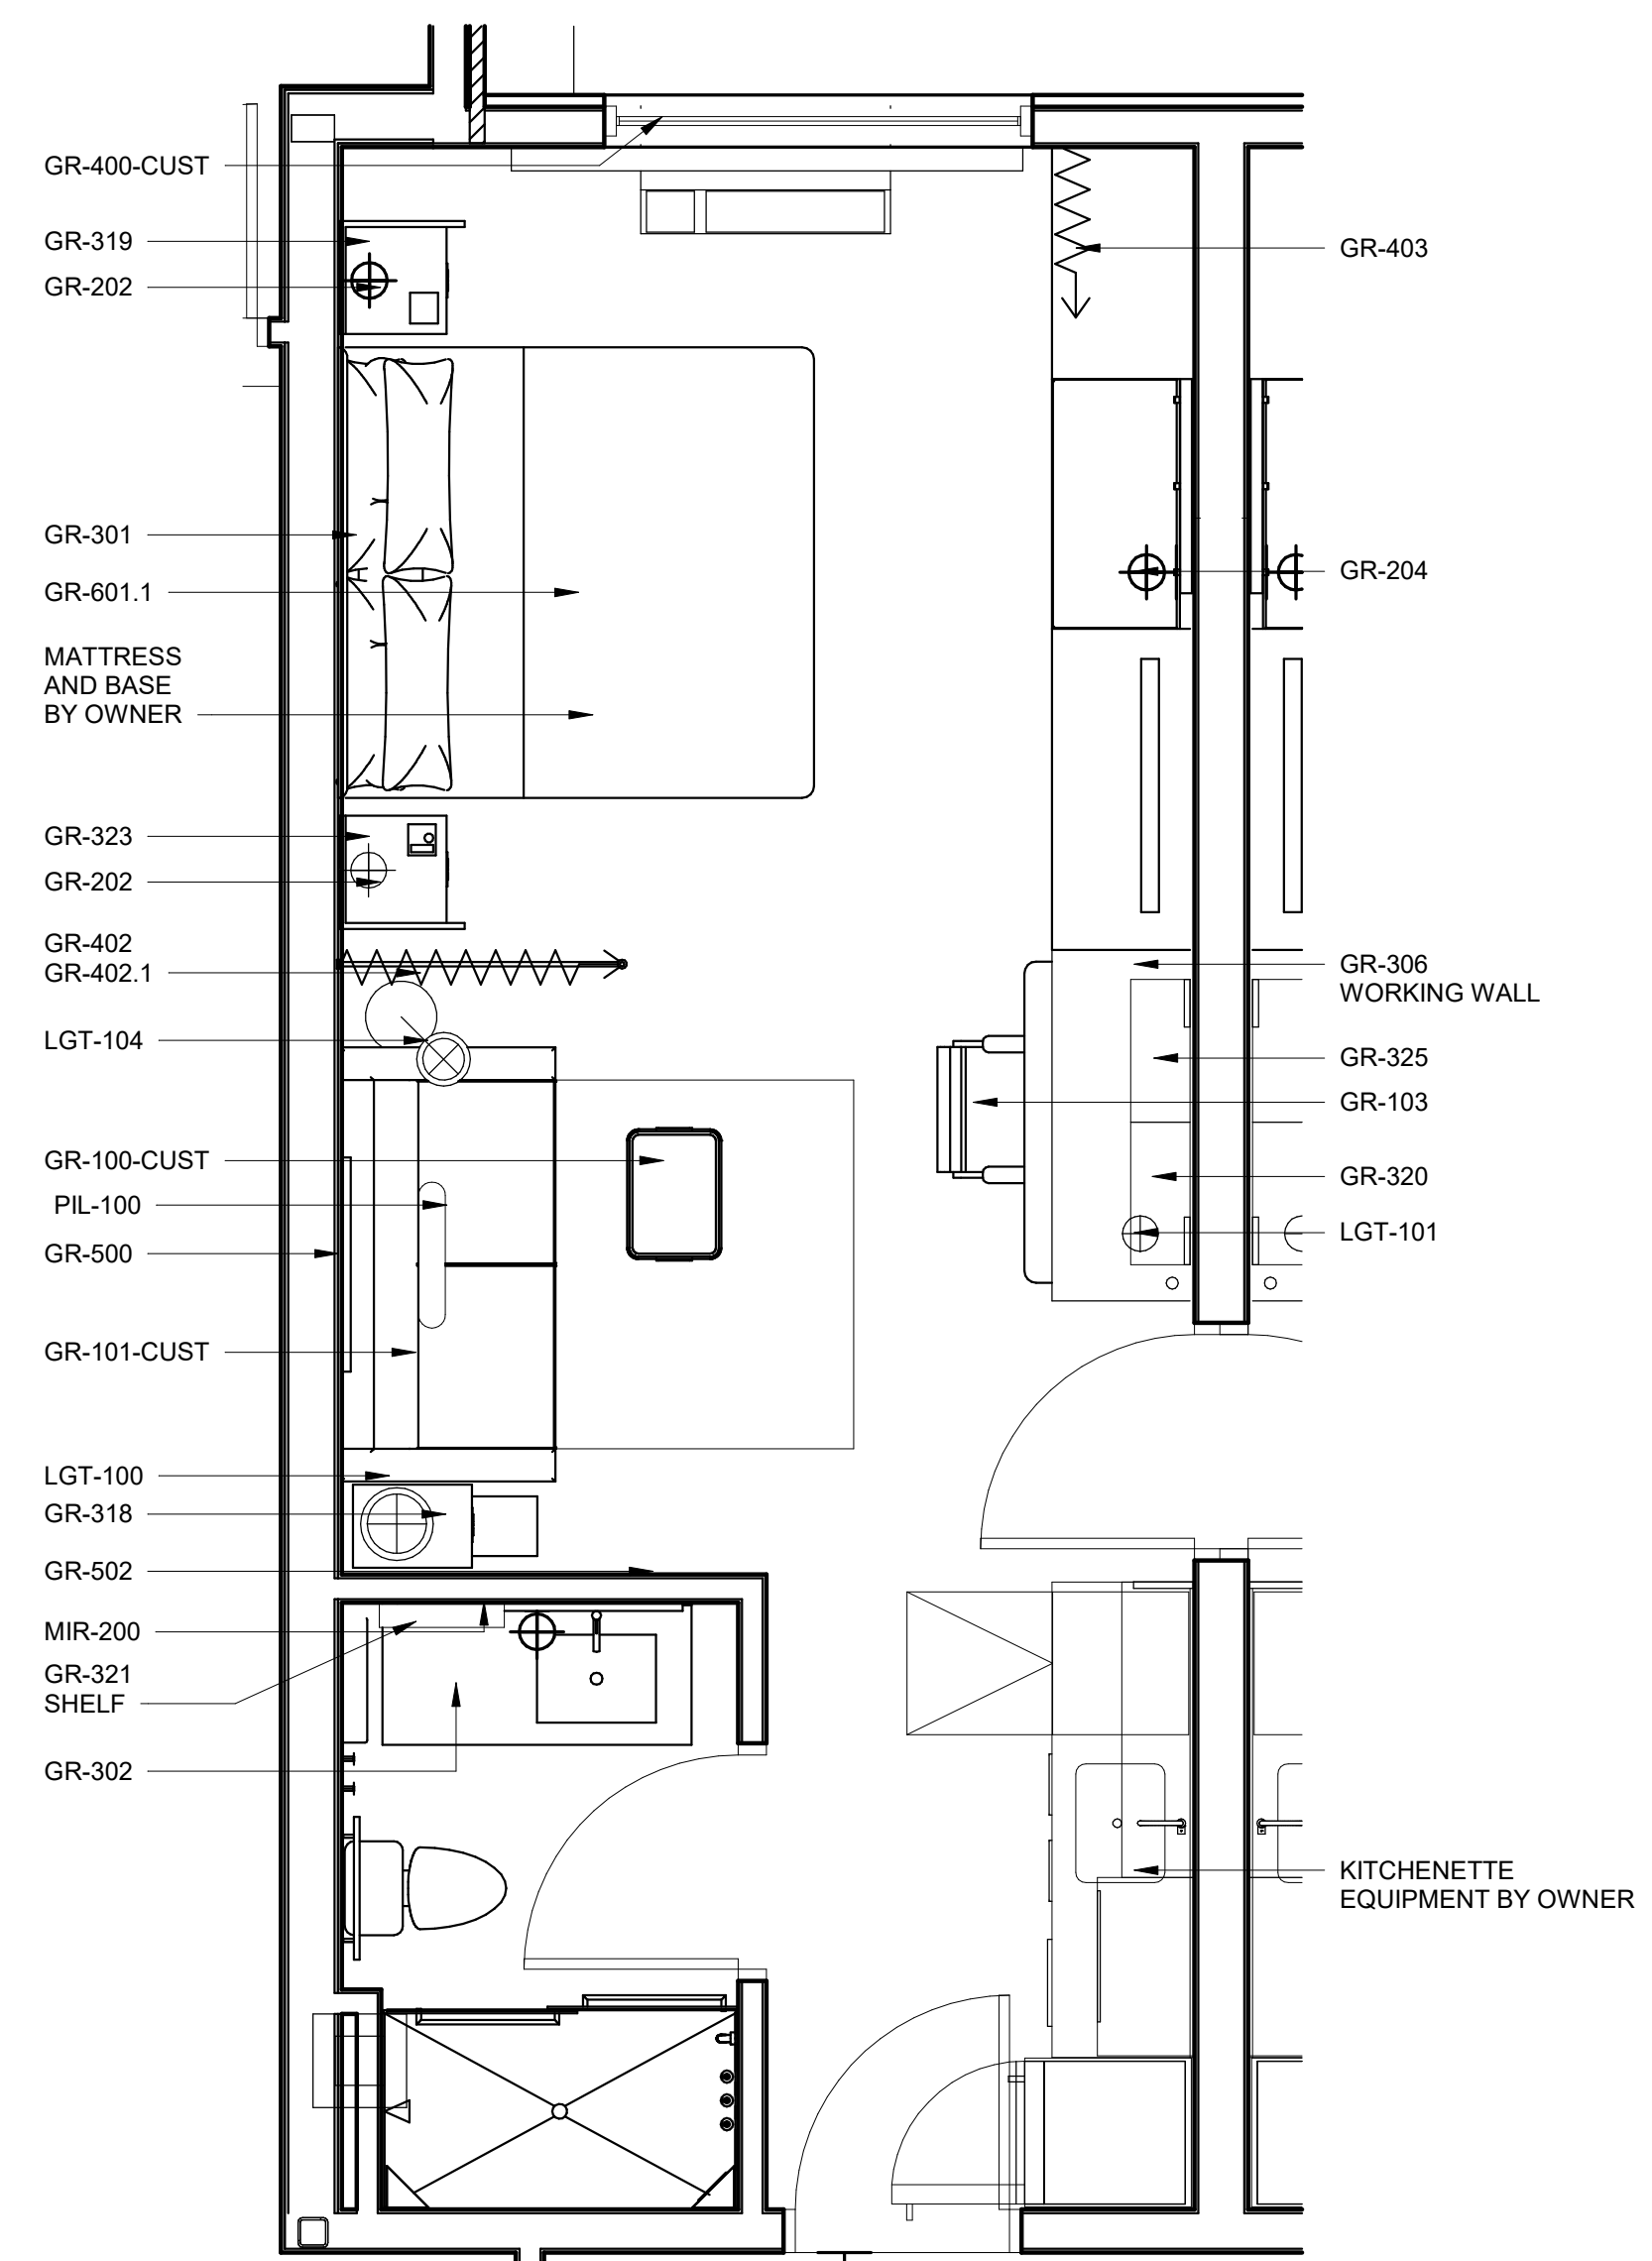 GR-400-CUST
GR-319
GR-202
GR-301
GR-601.1
MATTRESS
AND BASE
BY OWNER
GR-323
GR-202
GR-402
GR-402.1
LGT-104
GR-100-CUST
PIL-100
GR-500
GR-101-CUST
LGT-100
GR-318
GR-502
MIR-200
GR-321
SHELF
GR-302
GR-403
GR-204
GR-306
WORKING WALL
GR-325
GR-103
GR-320
LGT-101
KITCHENETTE
EQUIPMENT BY OWNER